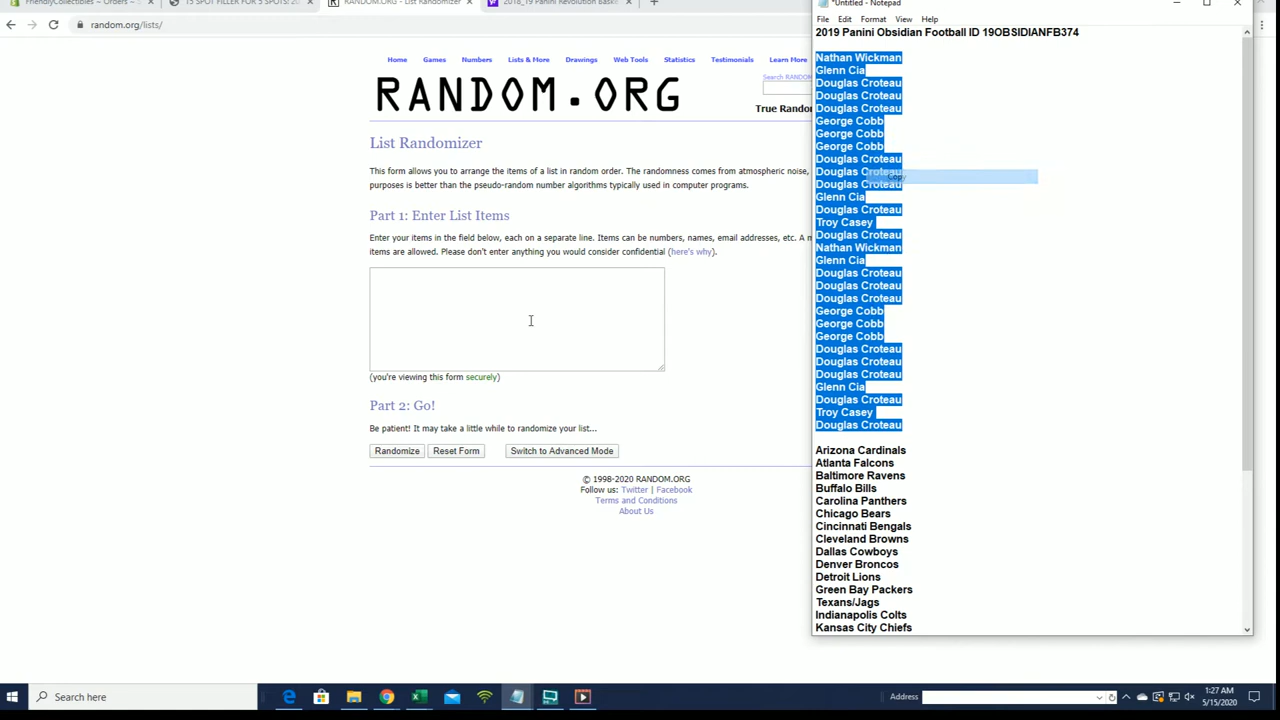 FriendlyCollectibles ~ Orders ~ S
15 SPOT FILLER FOR 5 SPOTS: 20
RANDOM.ORG - List Randomizer
2018_19 Panini Revolution Baske
random.org/lists/
Home Games Numbers Lists & More Drawings Web Tools Statistics Testimonials Learn More
Search RANDOM
RANDOM.ORG
True Rando
List Randomizer
This form allows you to arrange the items of a list in random order. The randomness comes from atmospheric noise,
purposes is better than the pseudo-random number algorithms typically used in computer programs.
Part 1: Enter List Items
Enter your items in the field below, each on a separate line. Items can be numbers, names, email addresses, etc. A m
items are allowed. Please don't enter anything you would consider confidential (here's why).
(you're viewing this form securely)
Part 2: Go!
Be patient! It may take a little while to randomize your list...
Randomize Reset Form Switch to Advanced Mode
© 1998-2020 RANDOM.ORG
Follow us: Twitter | Facebook
Terms and Conditions
About Us
*Untitled - Notepad
File Edit Format View Help
2019 Panini Obsidian Football ID 19OBSIDIANFB374
Nathan Wickman
Glenn Cia
Douglas Croteau
Douglas Croteau
Douglas Croteau
George Cobb
George Cobb
George Cobb
Douglas Croteau
Douglas Croteau
Copy
Douglas Croteau
Glenn Cia
Douglas Croteau
Troy Casey
Douglas Croteau
Nathan Wickman
Glenn Cia
Douglas Croteau
Douglas Croteau
Douglas Croteau
George Cobb
George Cobb
George Cobb
Douglas Croteau
Douglas Croteau
Douglas Croteau
Glenn Cia
Douglas Croteau
Troy Casey
Douglas Croteau
Arizona Cardinals
Atlanta Falcons
Baltimore Ravens
Buffalo Bills
Carolina Panthers
Chicago Bears
Cincinnati Bengals
Cleveland Browns
Dallas Cowboys
Denver Broncos
Detroit Lions
Green Bay Packers
Texans/Jags
Indianapolis Colts
Kansas City Chiefs
Search here
Address
1:27 AM
5/15/2020